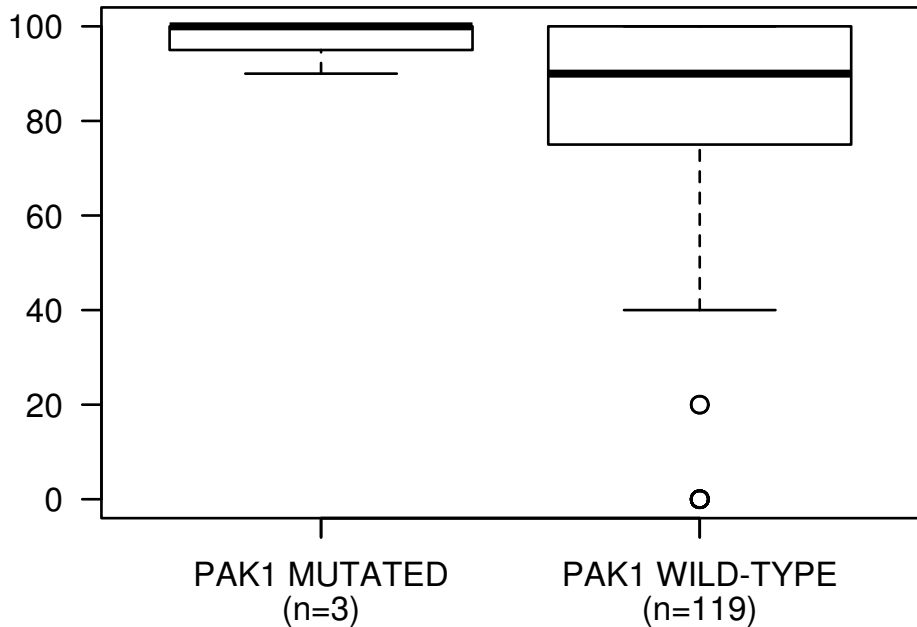 100
80
60
40
20
0
PAK1 MUTATED
(n=3)
PAK1 WILD-TYPE
(n=119)